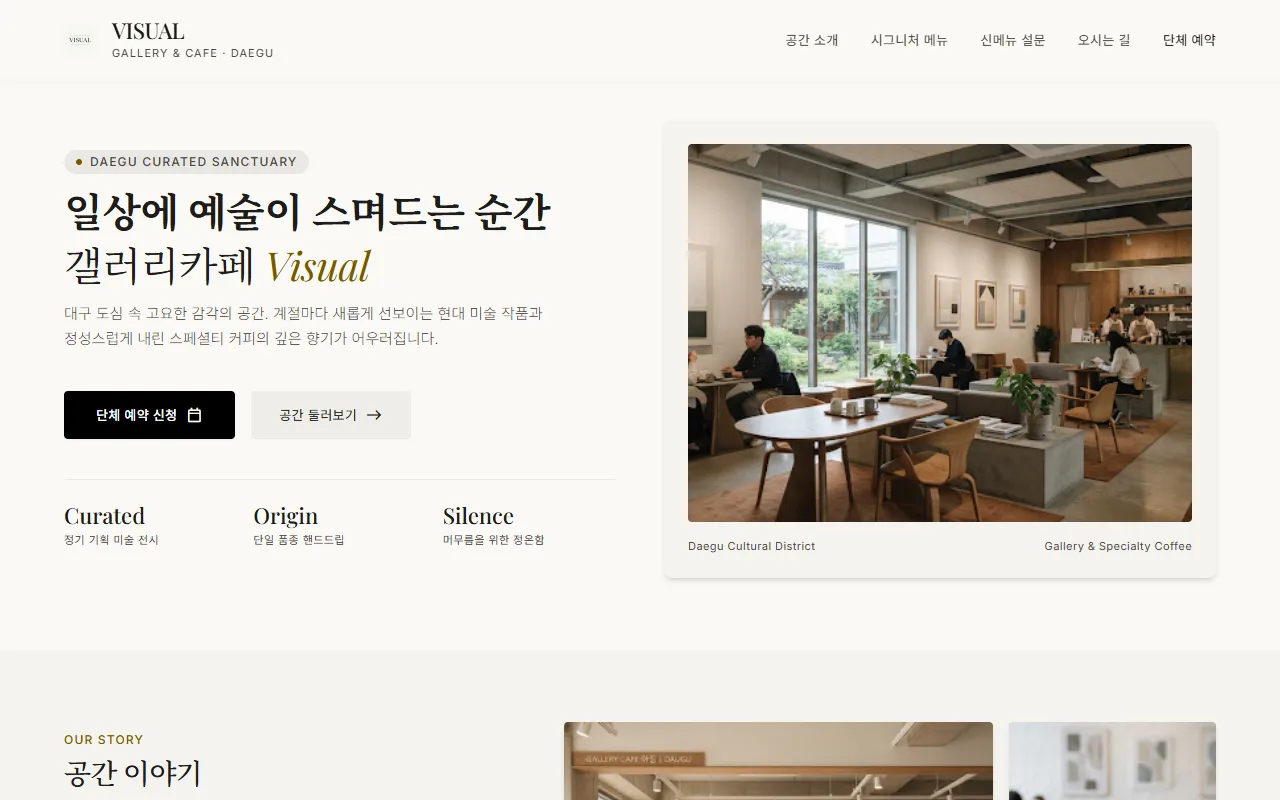 VISUAL
VISUAL
GALLERY & CAFE · DAEGU
공간 소개
시그니처 메뉴
신메뉴 설문
오시는 길
단체 예약
DAEGU CURATED SANCTUARY
일상에 예술이 스며드는 순간
갤러리카페 Visual
대구 도심 속 고요한 감각의 공간. 계절마다 새롭게 선보이는 현대 미술 작품과
정성스럽게 내린 스페셜티 커피의 깊은 향기가 어우러집니다.
단체 예약 신청
공간 둘러보기
Curated
정기 기획 미술 전시
Origin
단일 품종 핸드드립
Silence
머무름을 위한 정온함
Daegu Cultural District
Gallery & Specialty Coffee
OUR STORY
공간 이야기
GALLERY CAFE
DAEGU